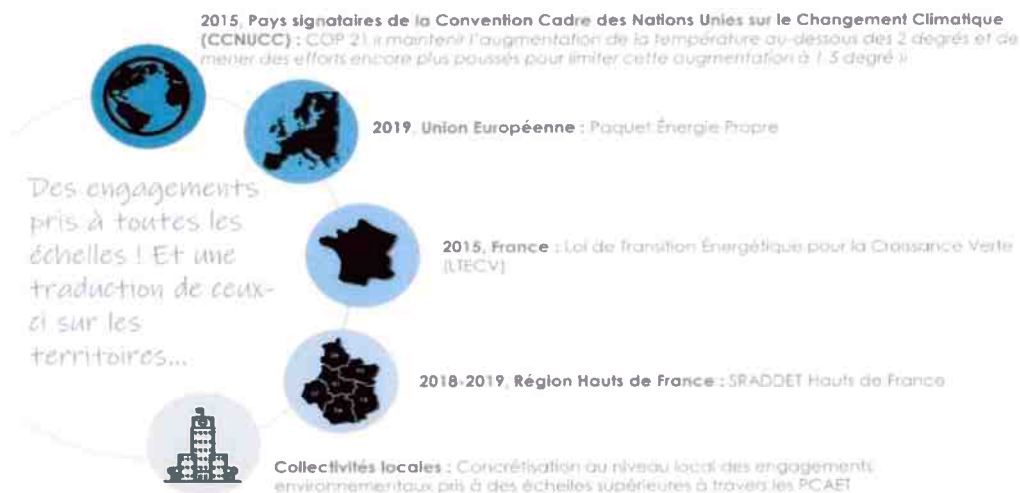 2015, Pays signataires de la Convention Cadre des Nations Unies sur le Changement Climatique
(CCNUCC) : COP 21 « maintenir l'augmentation de la température au-dessous des 2 degrés et de
mener des efforts encore plus poussés pour limiter cette augmentation à 1.5 degré »
2019, Union Européenne : Paquet Énergie Propre
Des engagements
pris à toutes les
échelles ! Et une
traduction de ceux-
ci sur les
territoires...
2015, France : Loi de Transition Énergétique pour la Croissance Verte
(LTECV)
2018-2019, Région Hauts de France : SRADDET Hauts de France
Collectivités locales : Concrétisation au niveau local des engagements
environnementaux pris à des échelles supérieures à travers les PCAET